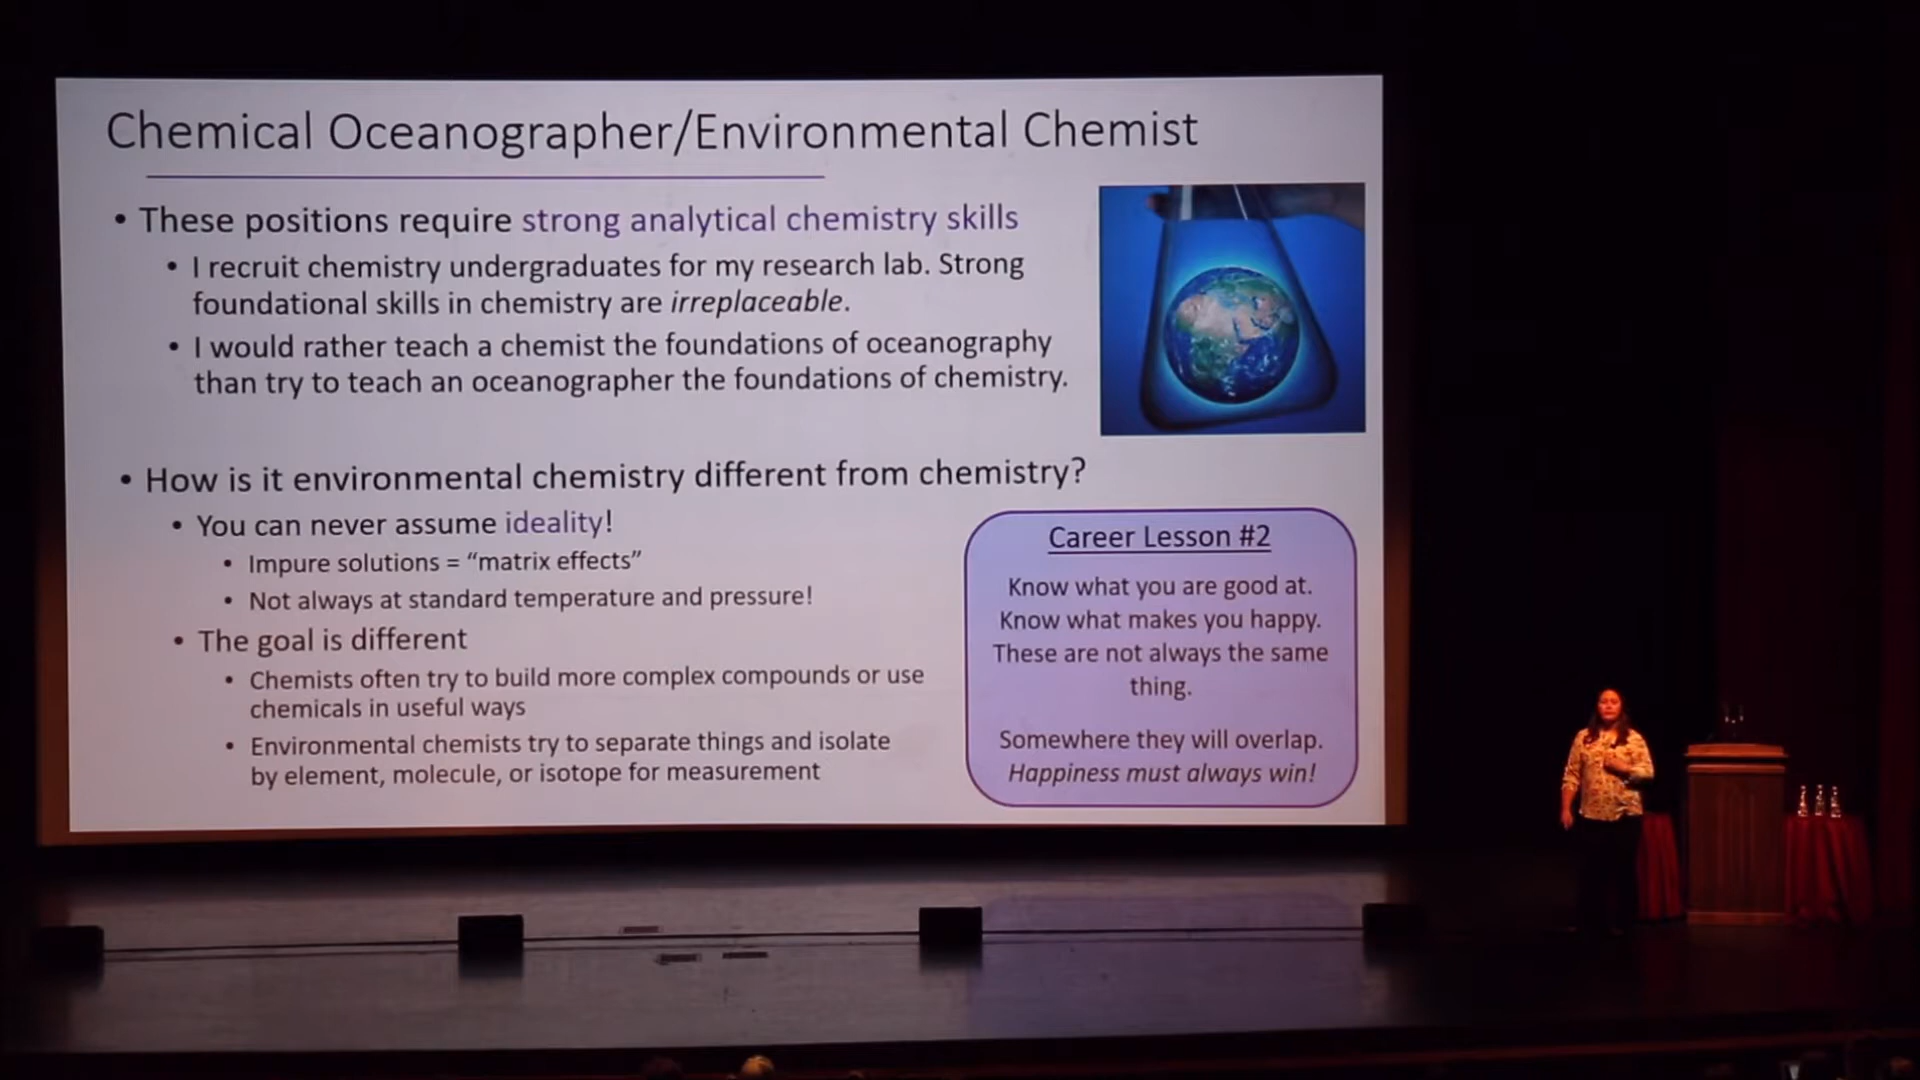 Chemical Oceanographer/Environmental Chemist
• These positions require strong analytical chemistry skills
• I recruit chemistry undergraduates for my research lab. Strong
foundational skills in chemistry are irreplaceable.
• I would rather teach a chemist the foundations of oceanography
than try to teach an oceanographer the foundations of chemistry.
• How is it environmental chemistry different from chemistry?
• You can never assume ideality!
• Impure solutions = “matrix effects”
• Not always at standard temperature and pressure!
• The goal is different
• Chemists often try to build more complex compounds or use
chemicals in useful ways
• Environmental chemists try to separate things and isolate
by element, molecule, or isotope for measurement
Career Lesson #2
Know what you are good at.
Know what makes you happy.
These are not always the same
thing.
Somewhere they will overlap.
Happiness must always win!